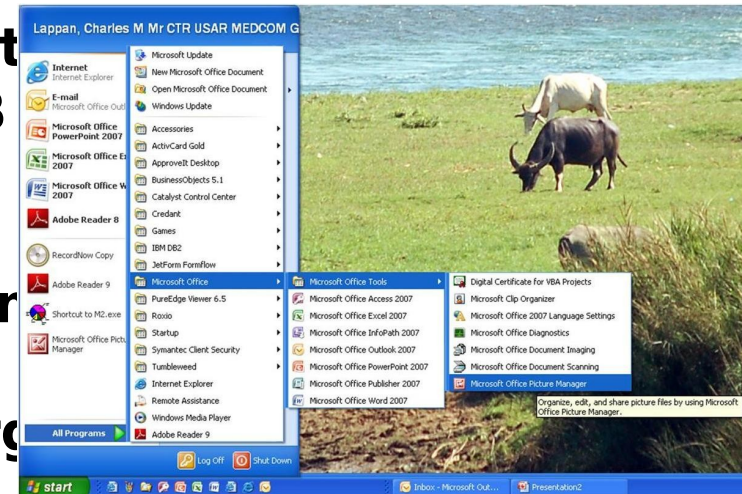 Lappan, Charles M Mr CTR USAR MEDCOM G
Internet
Internet Explorer
E-mail
Microsoft Office Outl
Microsoft Office
PowerPoint 2007
Microsoft Office E
2007
Microsoft Office W
2007
Adobe Reader 8
RecordNow Copy
Adobe Reader 9
Shortcut to M2.exe
Microsoft Office Pictu
Manager
All Programs
Microsoft Update
New Microsoft Office Document
Open Microsoft Office Document
Windows Update
Accessories
ActivCard Gold
ApproveIt Desktop
BusinessObjects 5.1
Catalyst Control Center
Credant
Games
IBM DB2
JetForm Formflow
Microsoft Office
PureEdge Viewer 6.5
Roxio
Startup
Symantec Client Security
Tumbleweed
Internet Explorer
Remote Assistance
Windows Media Player
Adobe Reader 9
Microsoft Office Tools
Microsoft Office Access 2007
Microsoft Office Excel 2007
Microsoft Office InfoPath 2007
Microsoft Office Outlook 2007
Microsoft Office PowerPoint 2007
Microsoft Office Publisher 2007
Microsoft Office Word 2007
Digital Certificate for VBA Projects
Microsoft Clip Organizer
Microsoft Office 2007 Language Settings
Microsoft Office Diagnostics
Microsoft Office Document Imaging
Microsoft Office Document Scanning
Microsoft Office Picture Manager
Organize, edit, and share picture files by using Microsoft
Office Picture Manager.
Log Off Shut Down
start
Inbox - Microsoft Out...
Presentation2